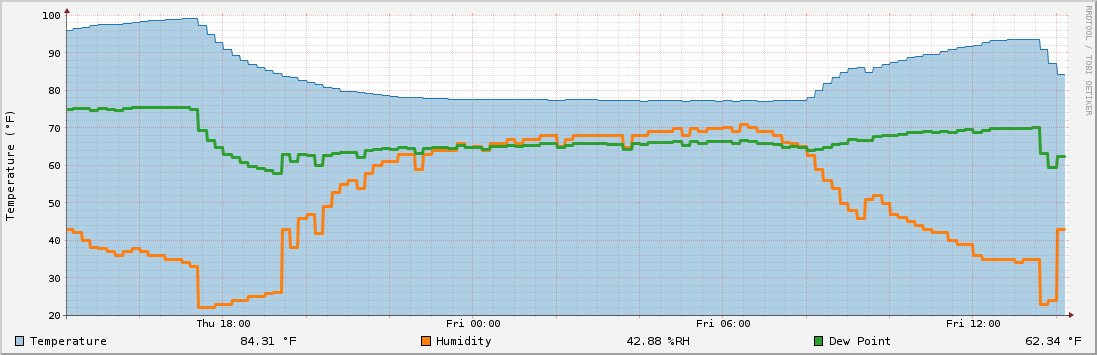 100
90
80
70
60
50
40
30
20
Temperature (°F)
RRDTOOL / TOBI OETIKER
Thu 18:00 Fri 00:00 Fri 06:00 Fri 12:00
Temperature 84.31 °F Humidity 42.88 %RH Dew Point 62.34 °F